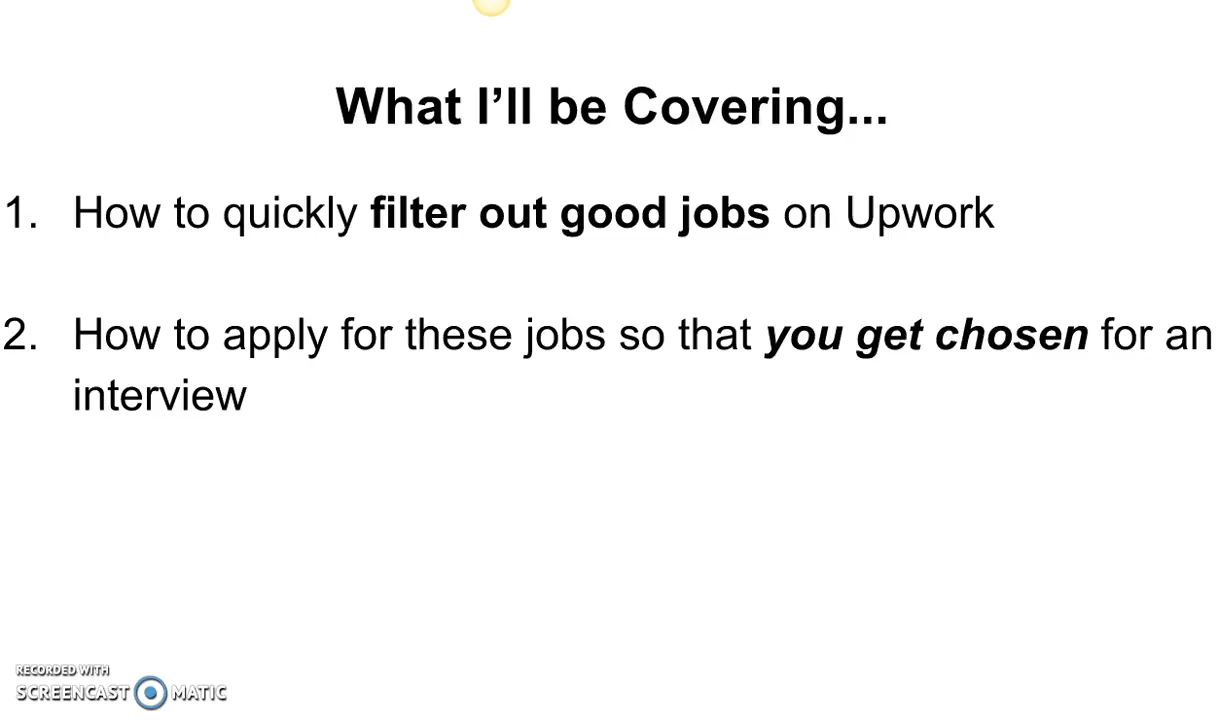 What I’ll be Covering...
1. How to quickly filter out good jobs on Upwork
2. How to apply for these jobs so that you get chosen for an
interview
RECORDED WITH
SCREENCAST MATIC